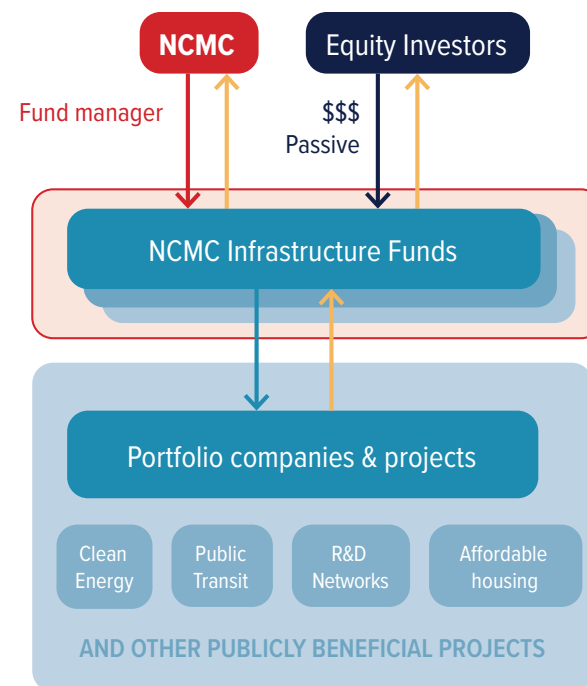 NCMC
Equity Investors
Fund manager
$$$
Passive
NCMC Infrastructure Funds
Portfolio companies & projects
Clean
Energy
Public
Transit
R&D
Networks
Affordable
housing
AND OTHER PUBLICLY BENEFICIAL PROJECTS